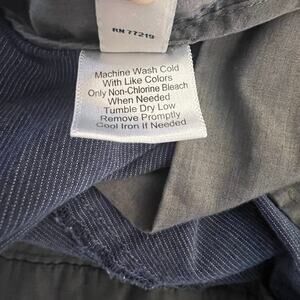 RN 77219
Machine Wash Cold
With Like Colors
Only Non-Chlorine Bleach
When Needed
Tumble Dry Low
Remove Promptly
Cool Iron If Needed